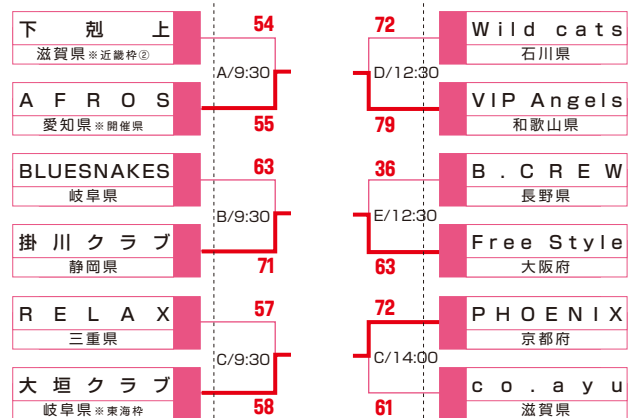 下剋上 54
滋賀県※近畿枠②
A/9:30
AFROS
愛知県※開催県 55
BLUESNAKES 63
岐阜県
B/9:30
掛川クラブ
静岡県 71
RELAX 57
三重県
C/9:30
大垣クラブ
岐阜県※東海枠 58
72 Wild cats
石川県
D/12:30
VIP Angels
79 和歌山県
36 B.CREW
長野県
E/12:30
Free Style
63 大阪府
72 PHOENIX
京都府
C/14:00
co.ayu
61 滋賀県